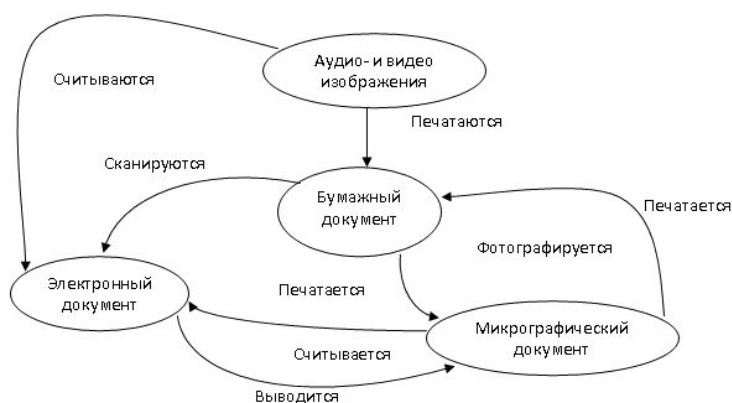 Аудио- и видео
изображения
Считываются
Печатаются
Сканируются
Бумажный
документ
Печатается
Фотографируется
Электронный
документ
Печатается
Микрографический
документ
Считывается
Выводится